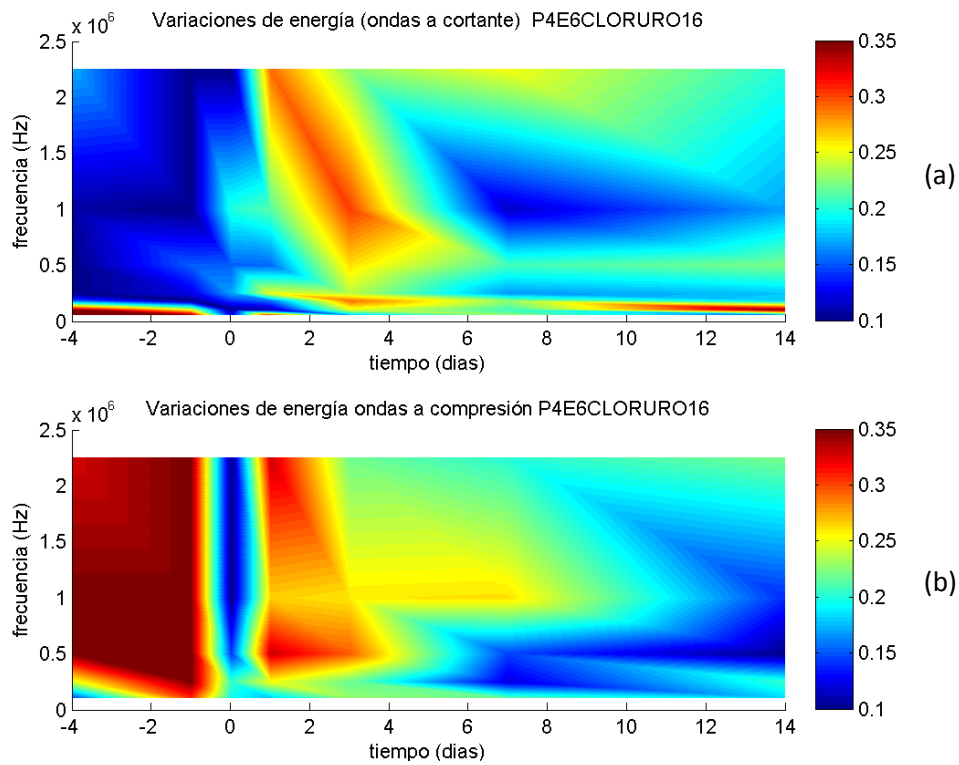 Variaciones de energía (ondas a cortante) P4E6CLORURO16
x 10^6
2.5
2
1.5
1
0.5
0
frecuencia (Hz)
-4 -2 0 2 4 6 8 10 12 14
tiempo (dias)
0.35
0.3
0.25
0.2
0.15
0.1
(a)
Variaciones de energía ondas a compresión P4E6CLORURO16
x 10^6
2.5
2
1.5
1
0.5
0
frecuencia (Hz)
-4 -2 0 2 4 6 8 10 12 14
tiempo (dias)
0.35
0.3
0.25
0.2
0.15
0.1
(b)